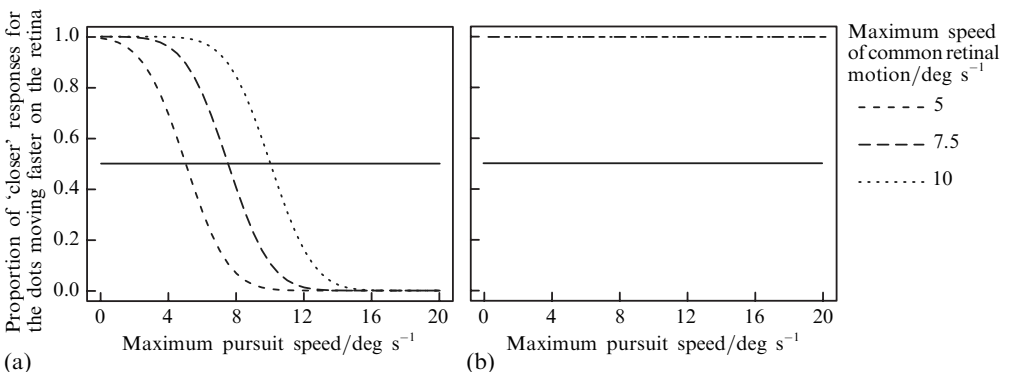 Proportion of ‘closer’ responses for
the dots moving faster on the retina
1.0
0.8
0.6
0.4
0.2
0.0
0 4 8 12 16 20
Maximum pursuit speed/deg s⁻¹
(a)
0 4 8 12 16 20
Maximum pursuit speed/deg s⁻¹
(b)
Maximum speed
of common retinal
motion/deg s⁻¹
5
7.5
10